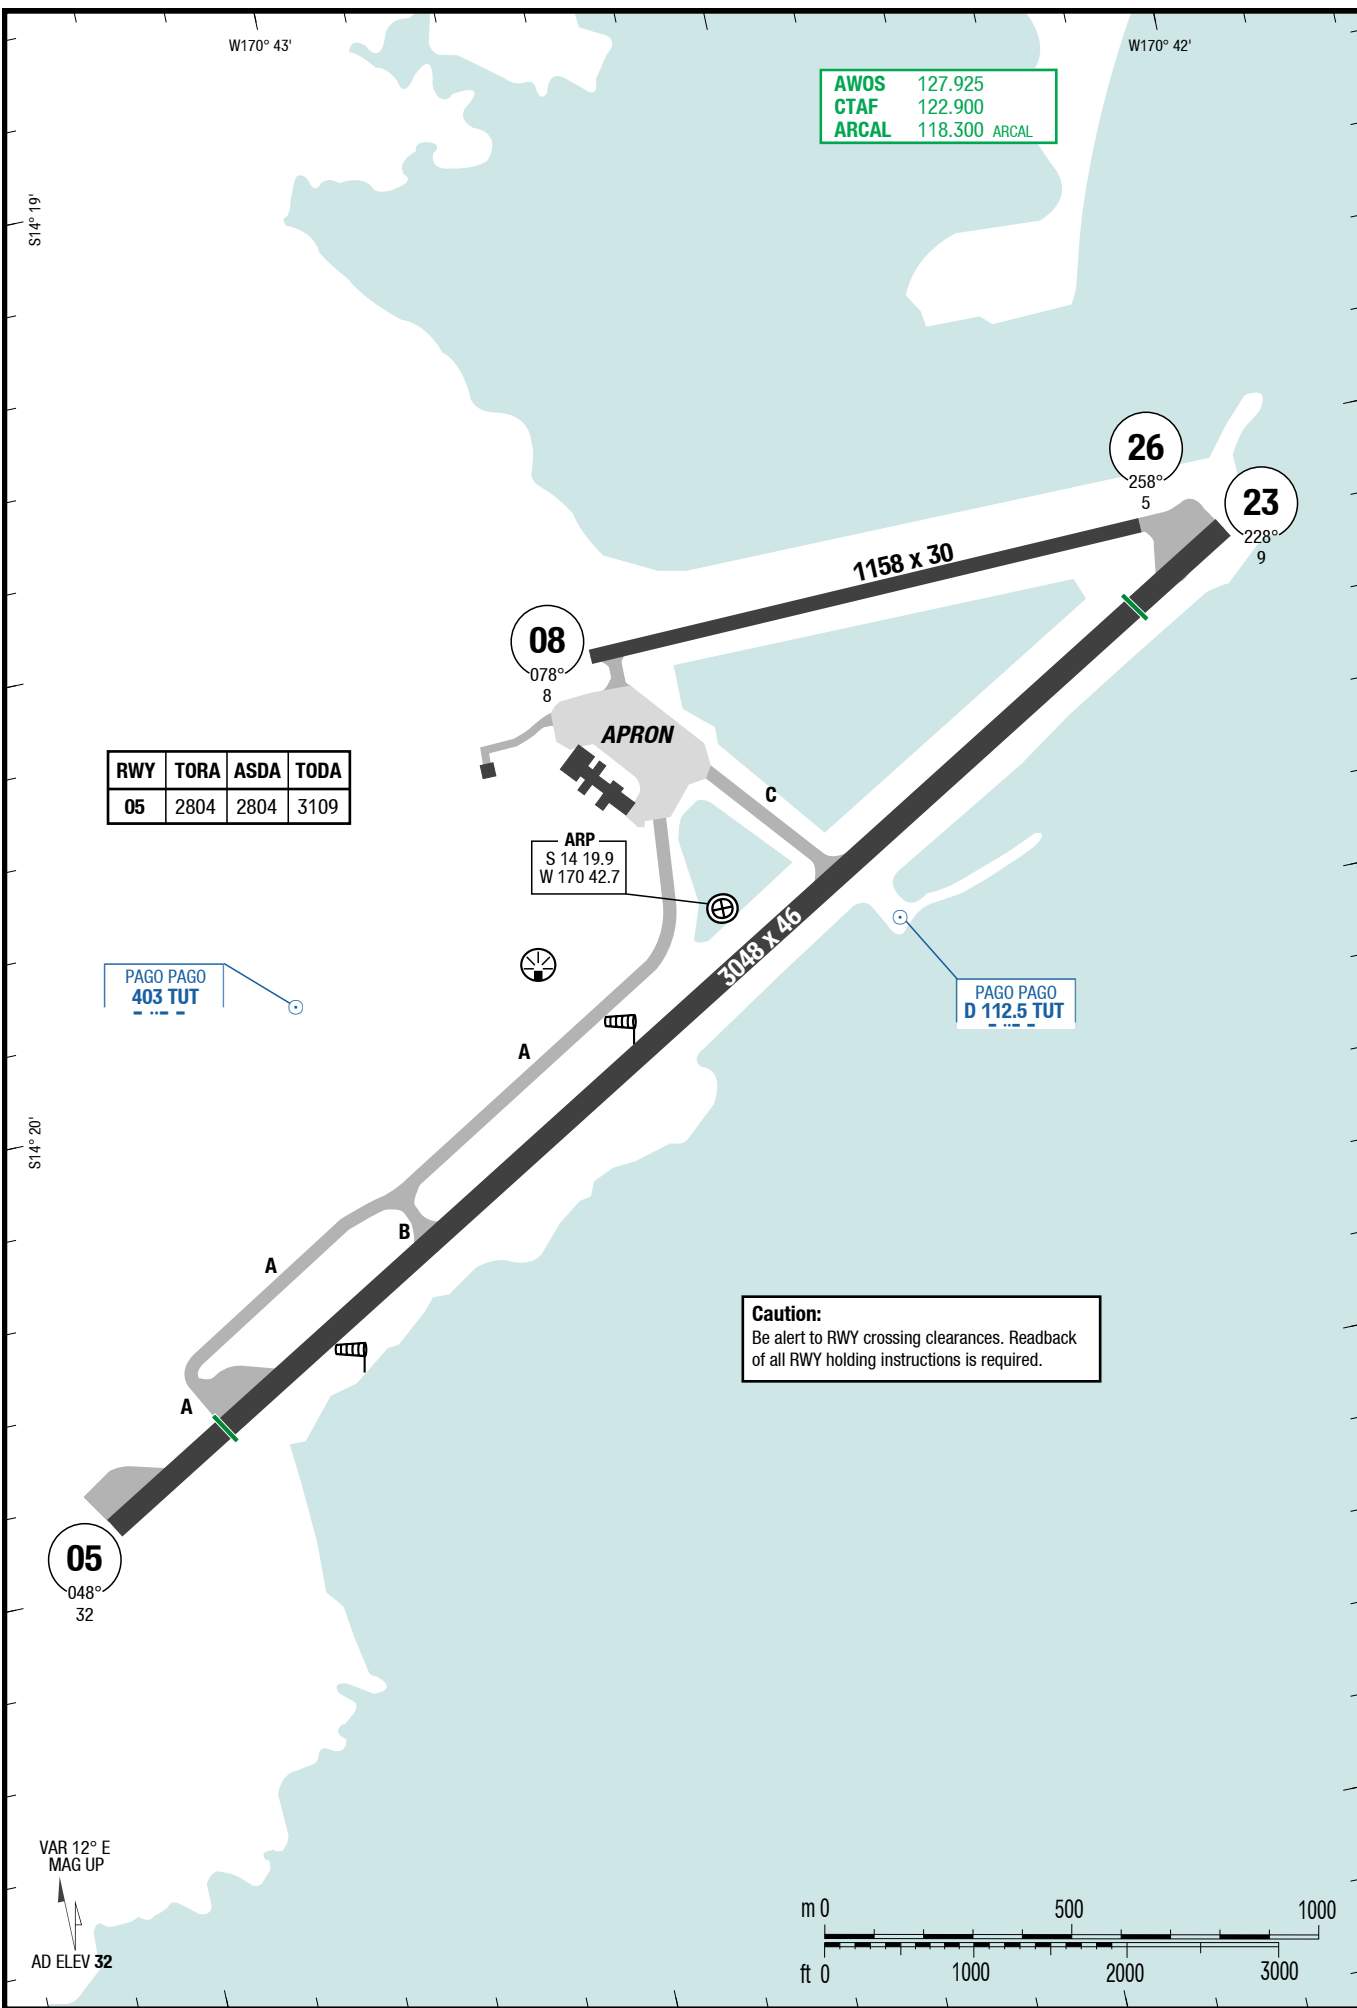 W170° 43'
W170° 42'
AWOS 127.925
CTAF 122.900
ARCAL 118.300 ARCAL
S14° 19'
26
258°
5
23
228°
9
1158 x 30
08
078°
8
APRON
RWY TORA ASDA TODA
05 2804 2804 3109
C
ARP
S 14 19.9
W 170 42.7
3048 x 46
PAGO PAGO
403 TUT
PAGO PAGO
D 112.5 TUT
A
S14° 20'
B
A
Caution:
Be alert to RWY crossing clearances. Readback
of all RWY holding instructions is required.
A
05
048°
32
VAR 12° E
MAG UP
AD ELEV 32
m 0 500 1000
ft 0 1000 2000 3000